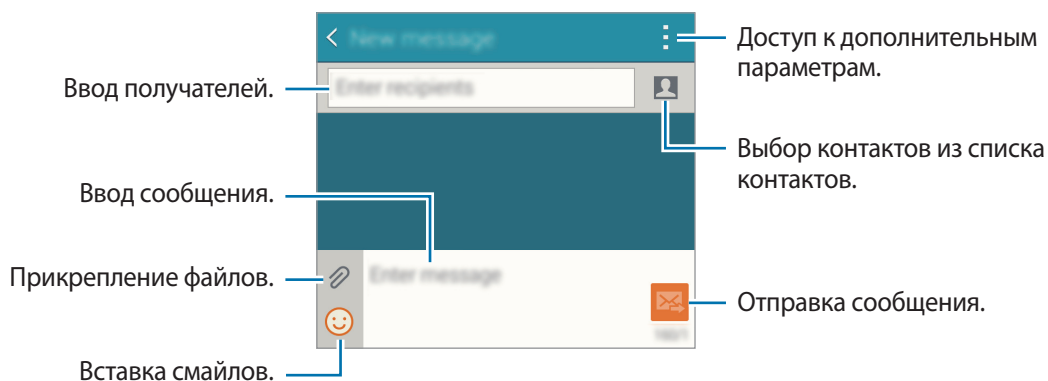 New message
Доступ к дополнительным
параметрам.
Ввод получателей.
Enter recipients
Выбор контактов из списка
контактов.
Ввод сообщения.
Прикрепление файлов.
Enter message
Отправка сообщения.
Вставка смайлов.